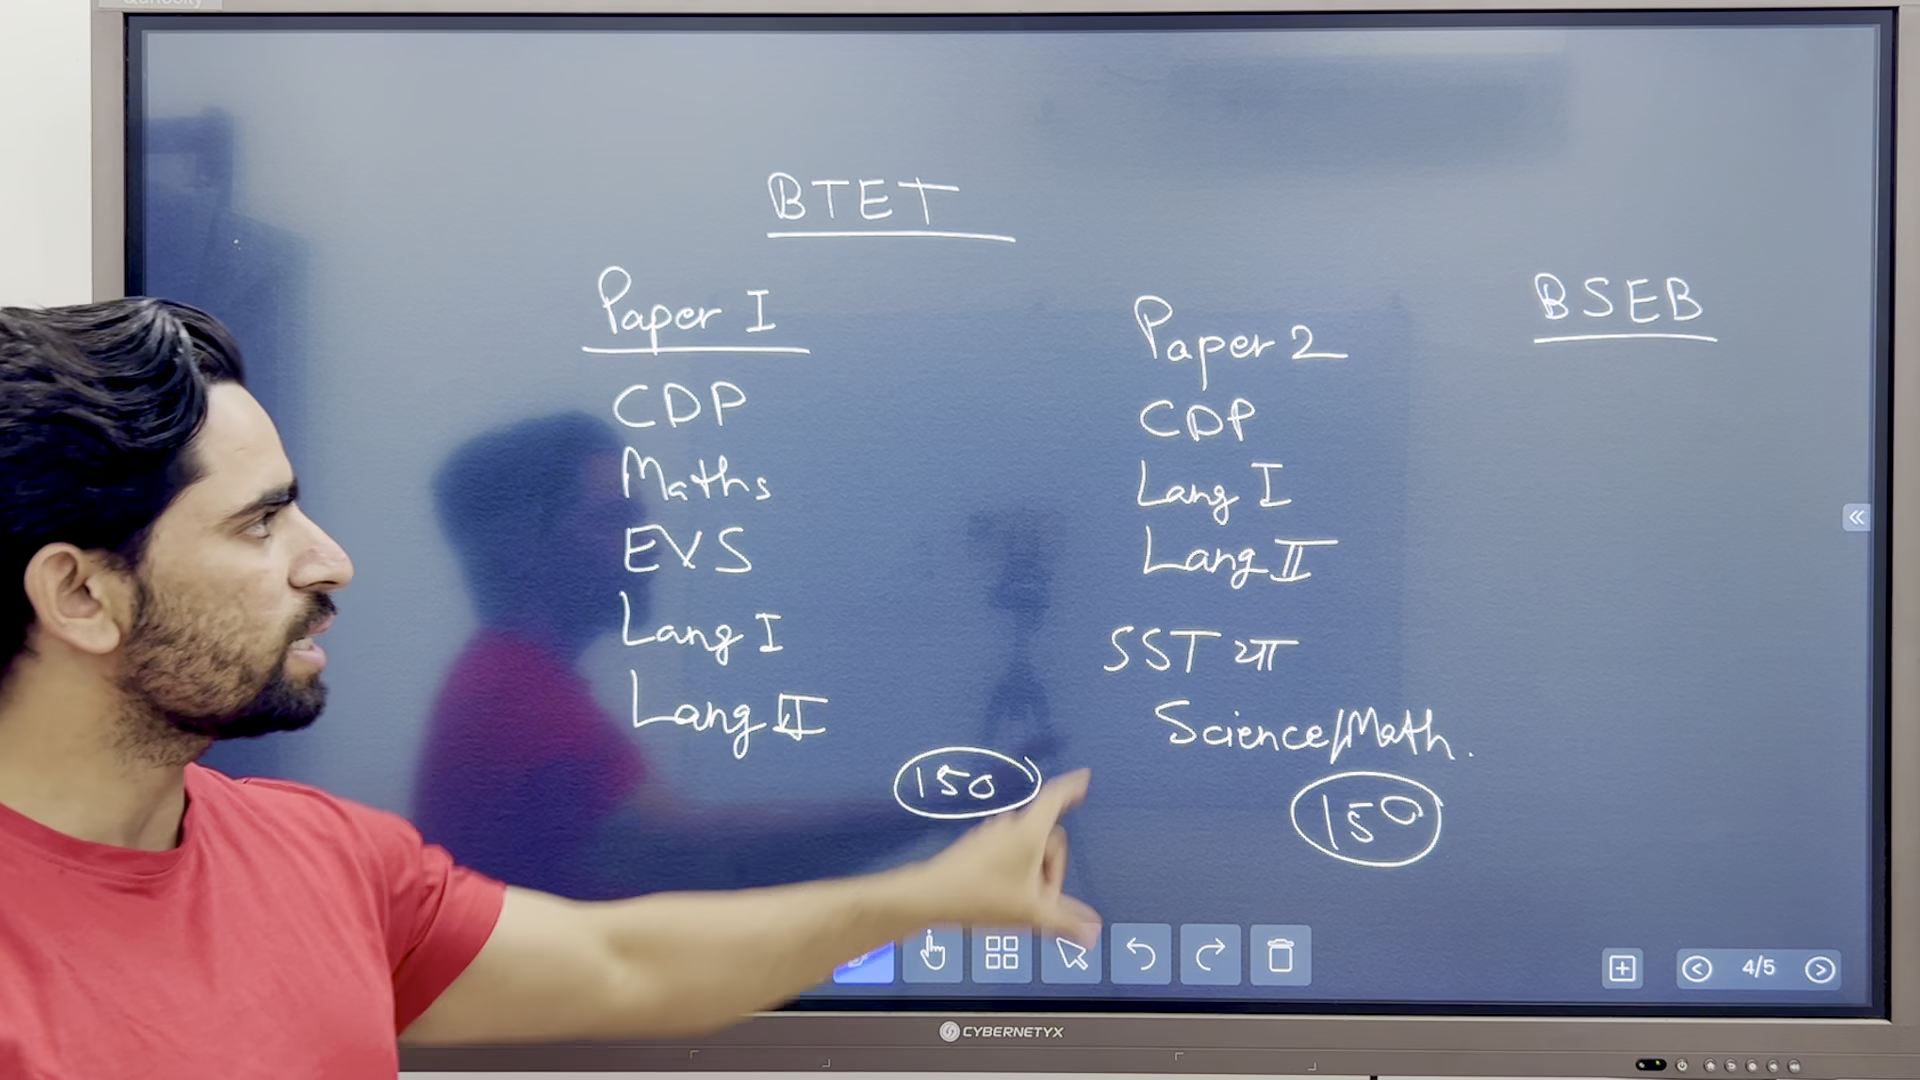 BTET
Paper I
CDP
Maths
EVS
Lang I
Lang II
150
Paper 2
CDP
Lang I
Lang II
SST या
Science/Math.
150
BSEB
4/5
CYBERNETYX